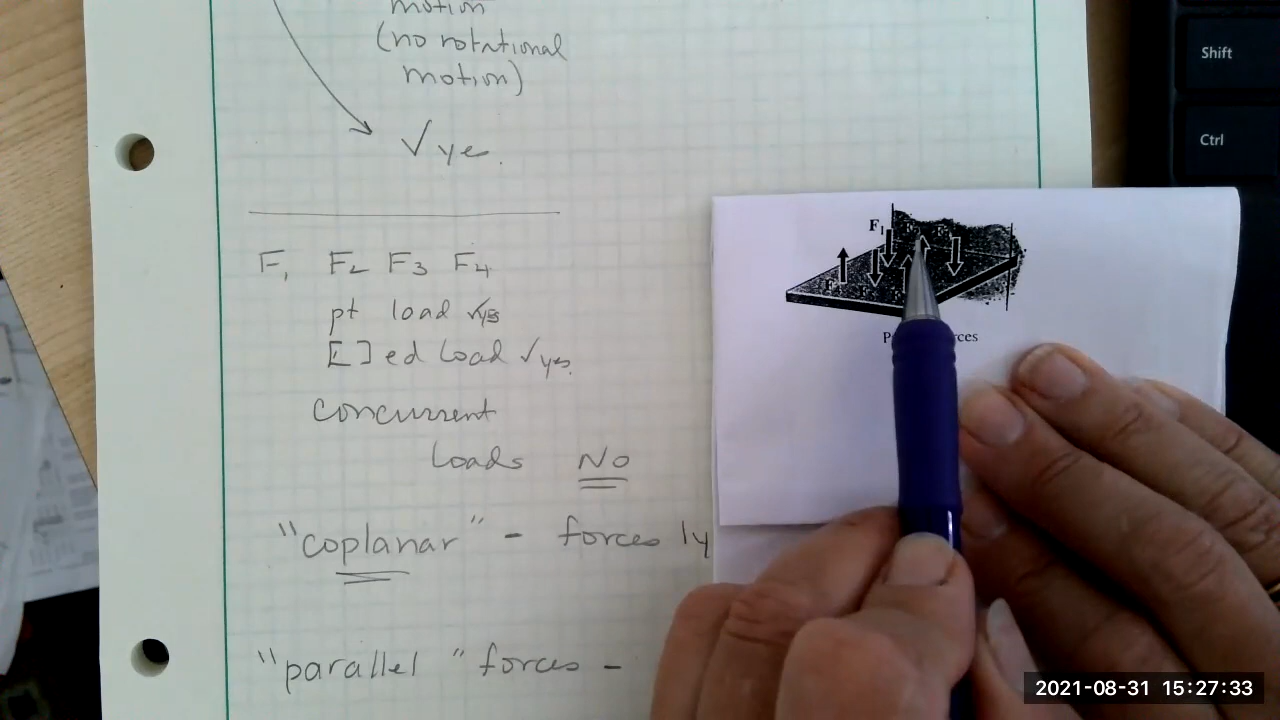 motion
(no rotational
motion)
✓ yes.
F1 F2 F3 F4
pt load ✓yes
[ ] ed load ✓yes.
concurrent
loads No
"coplanar" - forces ly
"parallel" forces -
F1
Shift
Ctrl
2021-08-31 15:27:33